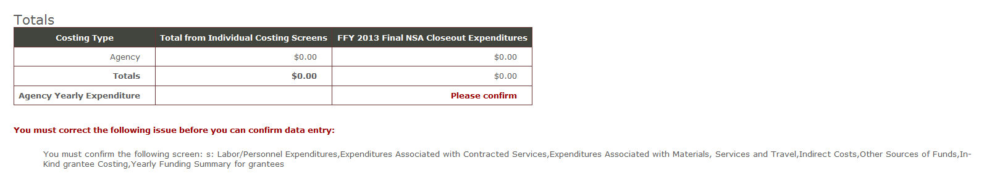 Totals
Costing Type Total from Individual Costing Screens FFY 2013 Final NSA Closeout Expenditures
Agency $0.00 $0.00
Totals $0.00 $0.00
Agency Yearly Expenditure Please confirm
You must correct the following issue before you can confirm data entry:
You must confirm the following screen: s: Labor/Personnel Expenditures,Expenditures Associated with Contracted Services,Expenditures Associated with Materials, Services and Travel,Indirect Costs,Other Sources of Funds,In-
Kind grantee Costing,Yearly Funding Summary for grantees